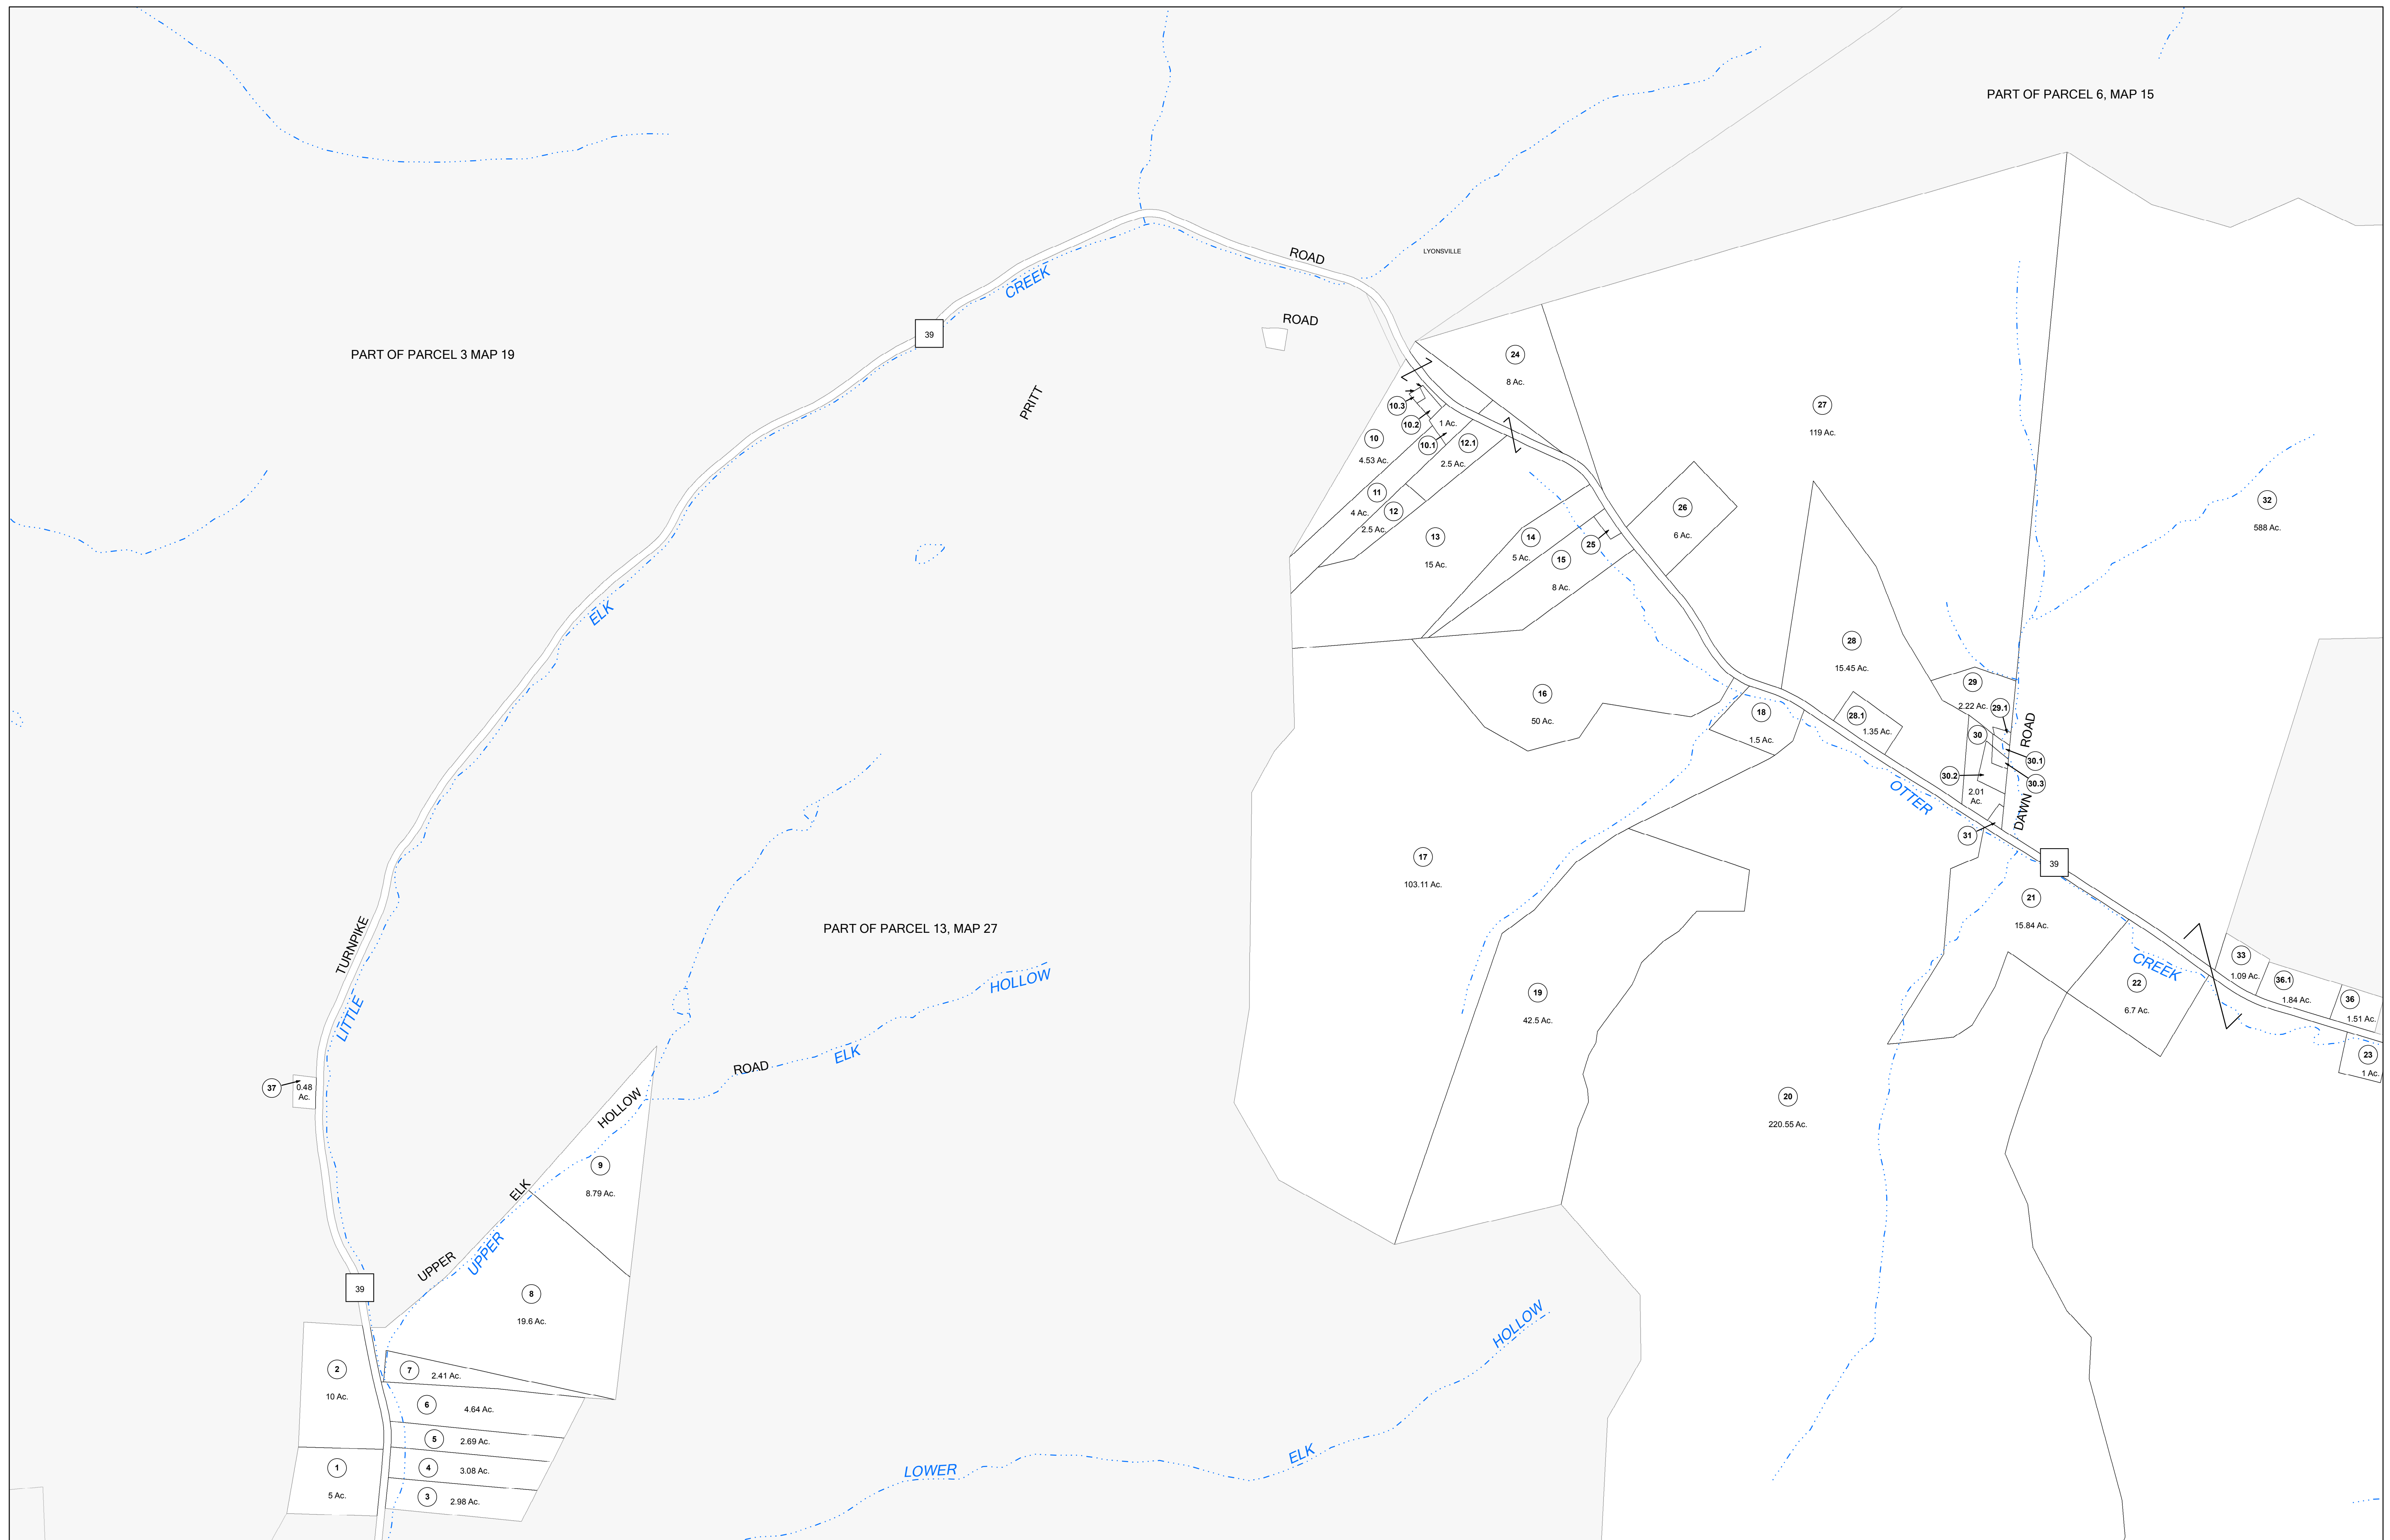 PART OF PARCEL 6, MAP 15
LYONSVILLE
ROAD
CREEK
ROAD
39
PART OF PARCEL 3 MAP 19
PRITT
24
8 Ac.
27
119 Ac.
10.3
10.2
1 Ac.
10.1
12.1
10
4.53 Ac.
2.5 Ac.
11
4 Ac.
12
2.5 Ac.
26
6 Ac.
32
588 Ac.
13
15 Ac.
14
5 Ac.
25
15
8 Ac.
ELK
28
15.45 Ac.
16
50 Ac.
29
2.22 Ac.
29.1
18
1.5 Ac.
28.1
1.35 Ac.
30
ROAD
30.1
30.2
30.3
2.01
Ac.
OTTER
DAWN
31
39
17
103.11 Ac.
21
15.84 Ac.
TURNPIKE
PART OF PARCEL 13, MAP 27
HOLLOW
LITTLE
CREEK
33
1.09 Ac.
22
6.7 Ac.
36.1
1.84 Ac.
36
1.51 Ac.
19
42.5 Ac.
23
1 Ac.
ELK
ROAD
37
0.48
Ac.
HOLLOW
20
220.55 Ac.
9
8.79 Ac.
ELK
UPPER
UPPER
39
8
19.6 Ac.
HOLLOW
2
10 Ac.
7
2.41 Ac.
6
4.64 Ac.
5
2.69 Ac.
ELK
1
5 Ac.
4
3.08 Ac.
LOWER
3
2.98 Ac.